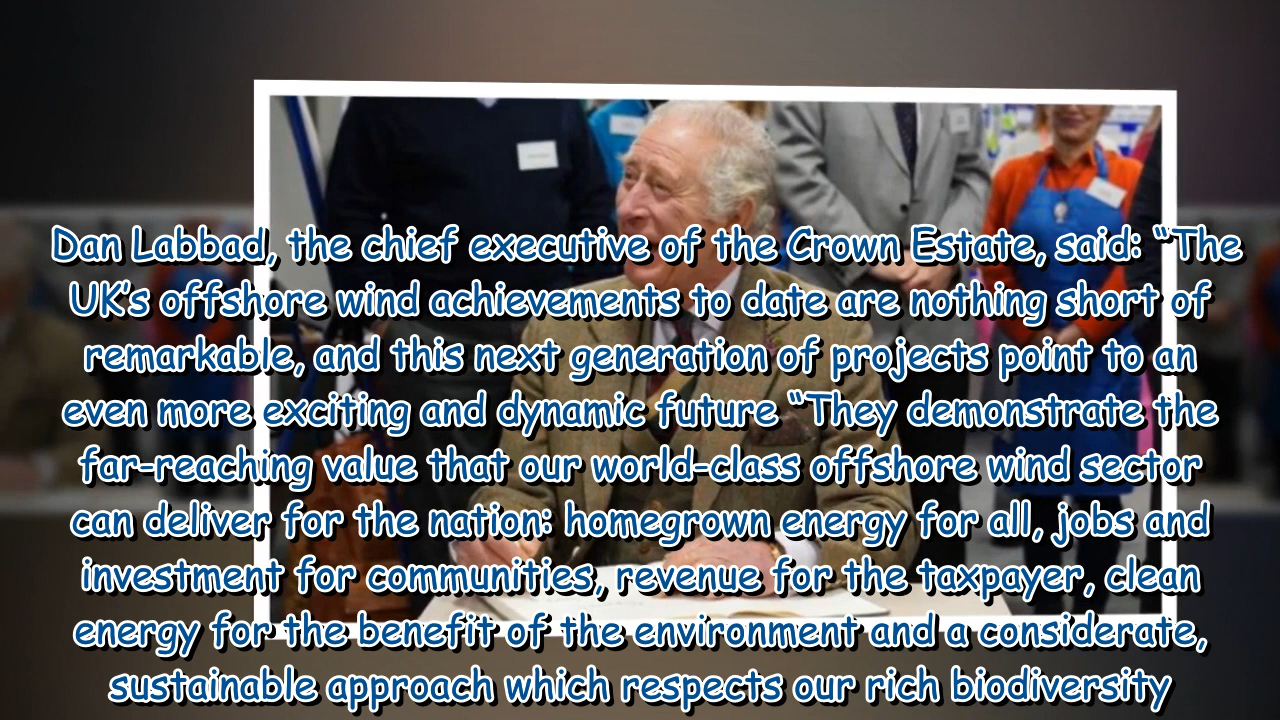 Dan Labbad, the chief executive of the Crown Estate, said: “The
UK’s offshore wind achievements to date are nothing short of
remarkable, and this next generation of projects point to an
even more exciting and dynamic future “They demonstrate the
far-reaching value that our world-class offshore wind sector
can deliver for the nation: homegrown energy for all, jobs and
investment for communities, revenue for the taxpayer, clean
energy for the benefit of the environment and a considerate,
sustainable approach which respects our rich biodiversity